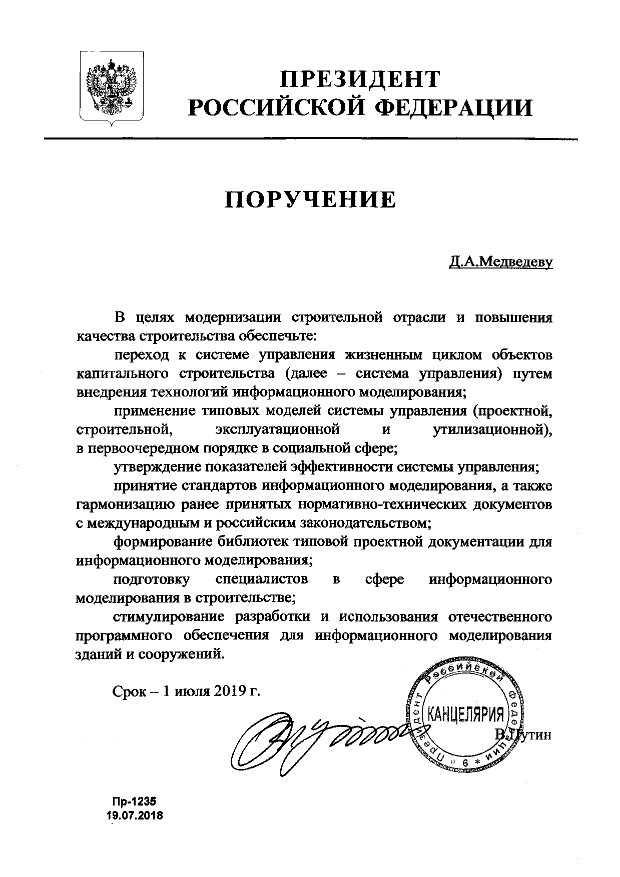 ПРЕЗИДЕНТ
РОССИЙСКОЙ ФЕДЕРАЦИИ
ПОРУЧЕНИЕ
Д.А.Медведеву
В целях модернизации строительной отрасли и повышения
качества строительства обеспечьте:
переход к системе управления жизненным циклом объектов
капитального строительства (далее – система управления) путем
внедрения технологий информационного моделирования;
применение типовых моделей системы управления (проектной,
строительной, эксплуатационной и утилизационной),
в первоочередном порядке в социальной сфере;
утверждение показателей эффективности системы управления;
принятие стандартов информационного моделирования, а также
гармонизацию ранее принятых нормативно-технических документов
с международным и российским законодательством;
формирование библиотек типовой проектной документации для
информационного моделирования;
подготовку специалистов в сфере информационного
моделирования в строительстве;
стимулирование разработки и использования отечественного
программного обеспечения для информационного моделирования
зданий и сооружений.
Срок – 1 июля 2019 г.
Президент Российской Федерации * 9 *
КАНЦЕЛЯРИЯ
В.Путин
Пр-1235
19.07.2018